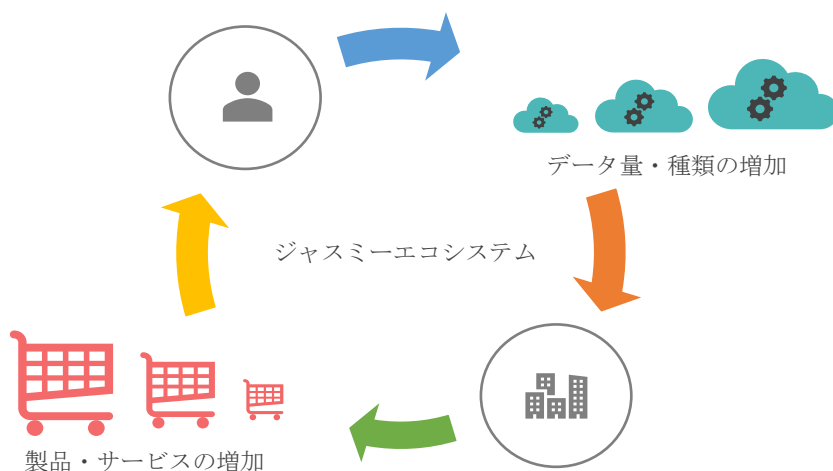 データ量・種類の増加
ジャスミーエコシステム
製品・サービスの増加